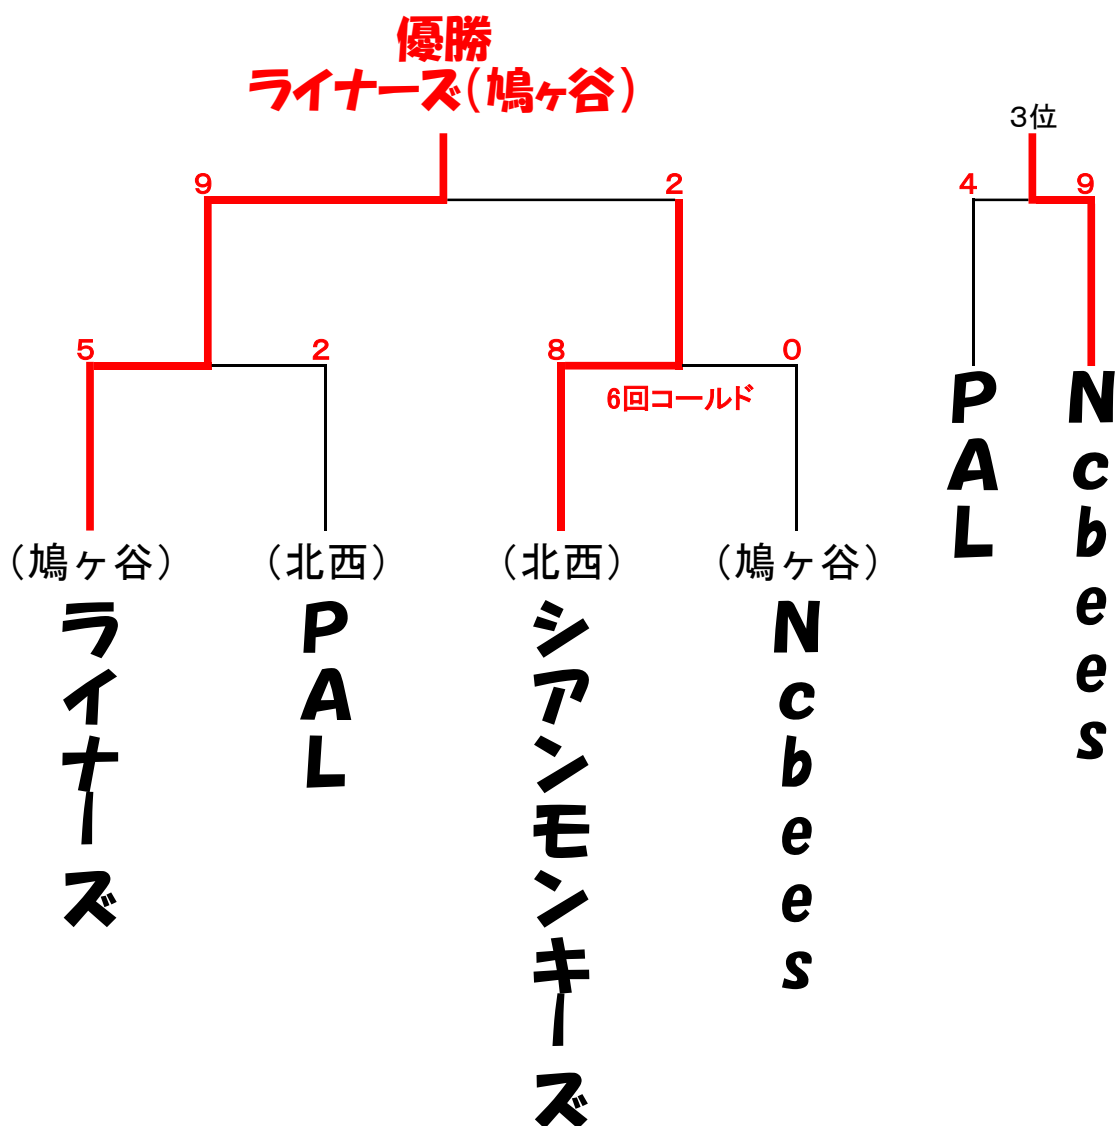 優勝
ライナーズ(鳩ヶ谷)
3位
9
2
4
9
5
2
8
0
6回コールド
PAL
Ncbees
(鳩ヶ谷)
(北西)
(北西)
(鳩ヶ谷)
ライナーズ
PAL
シアンモンキーズ
Ncbees